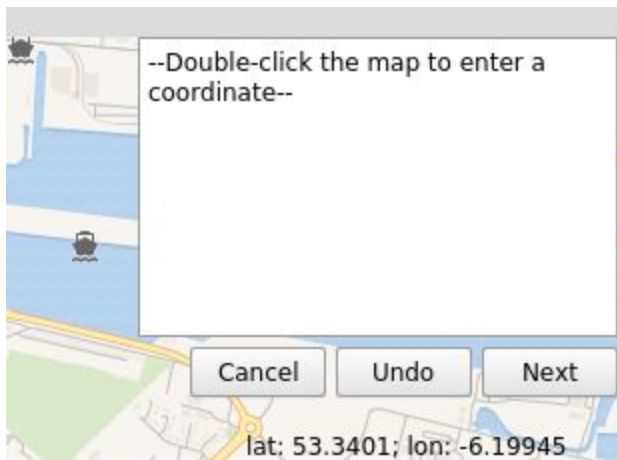 --Double-click the map to enter a
coordinate--
Cancel
Undo
Next
lat: 53.3401; lon: -6.19945